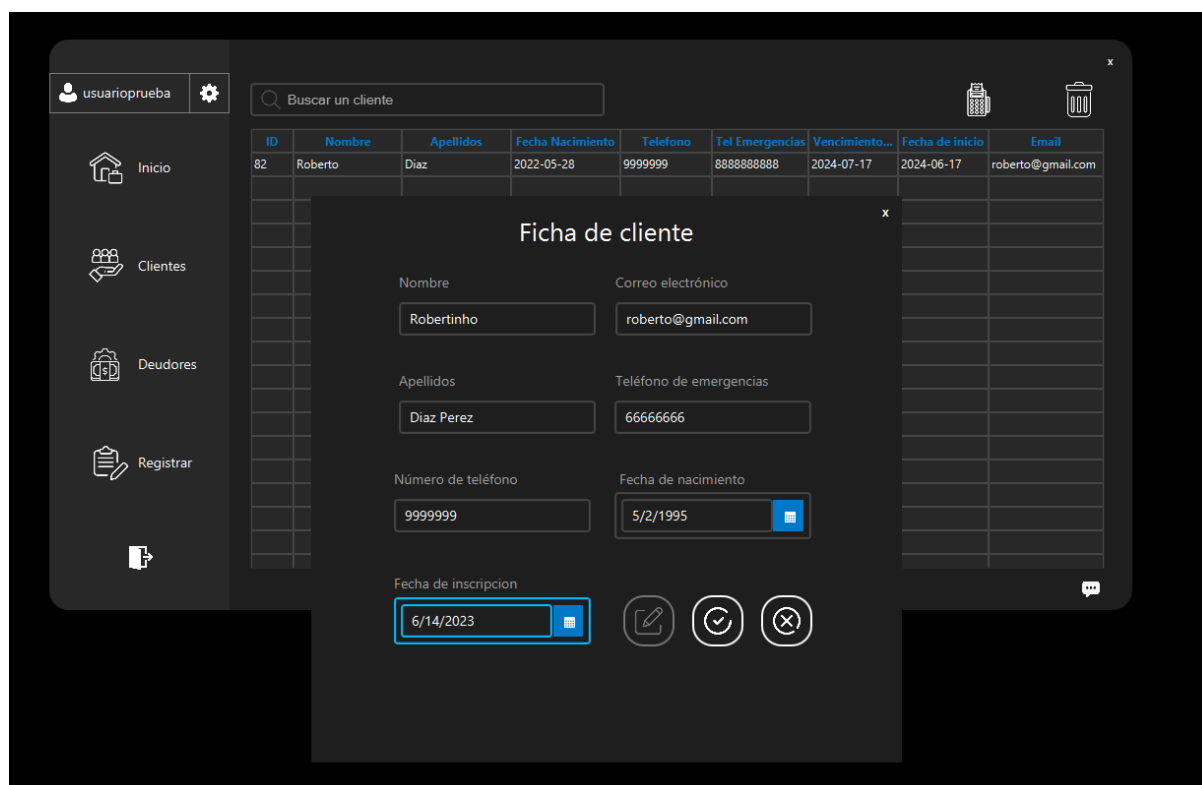 x
usuarioprueba
Buscar un cliente
ID Nombre Apellidos Fecha Nacimiento Telefono Tel Emergencias Vencimiento... Fecha de inicio Email
82 Roberto Diaz 2022-05-28 9999999 8888888888 2024-07-17 2024-06-17 roberto@gmail.com
Inicio
Clientes
Deudores
Registrar
x
Ficha de cliente
Nombre Correo electrónico
Robertinho roberto@gmail.com
Apellidos Teléfono de emergencias
Diaz Perez 66666666
Número de teléfono Fecha de nacimiento
9999999 5/2/1995
Fecha de inscripcion
6/14/2023